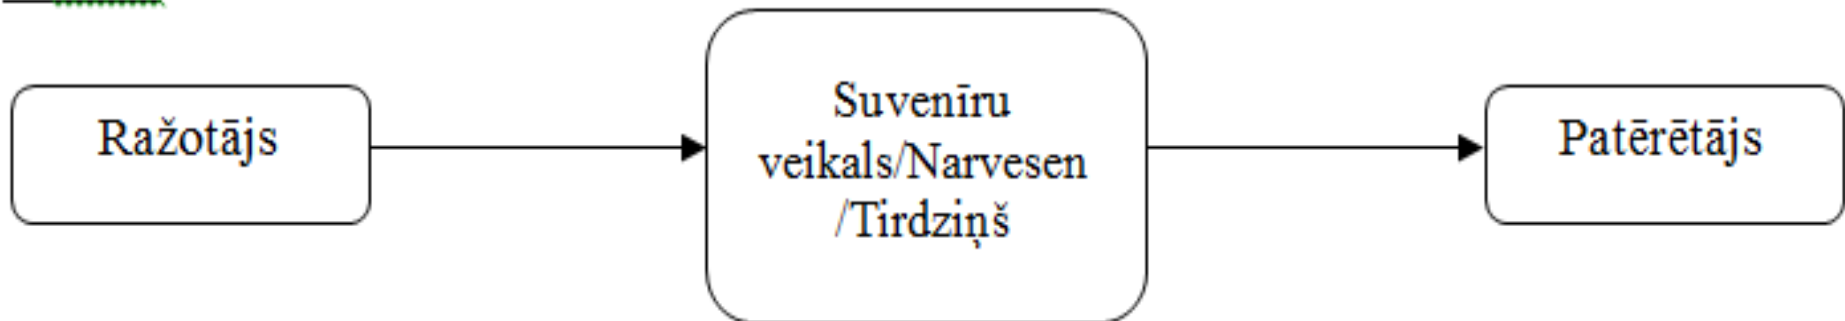 Ražotājs
Suvenīru
veikals/Narvesen
/Tirdziņš
Patērētājs